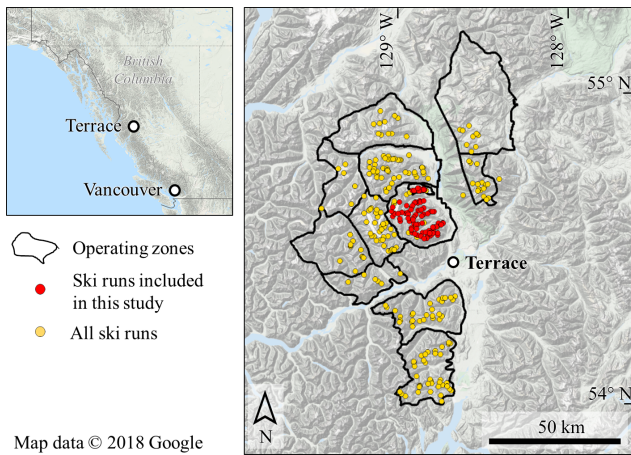 British
Columbia
Terrace
Vancouver
Operating zones
Ski runs included
in this study
All ski runs
Map data © 2018 Google
129° W
128° W
55° N
Terrace
54° N
N
50 km